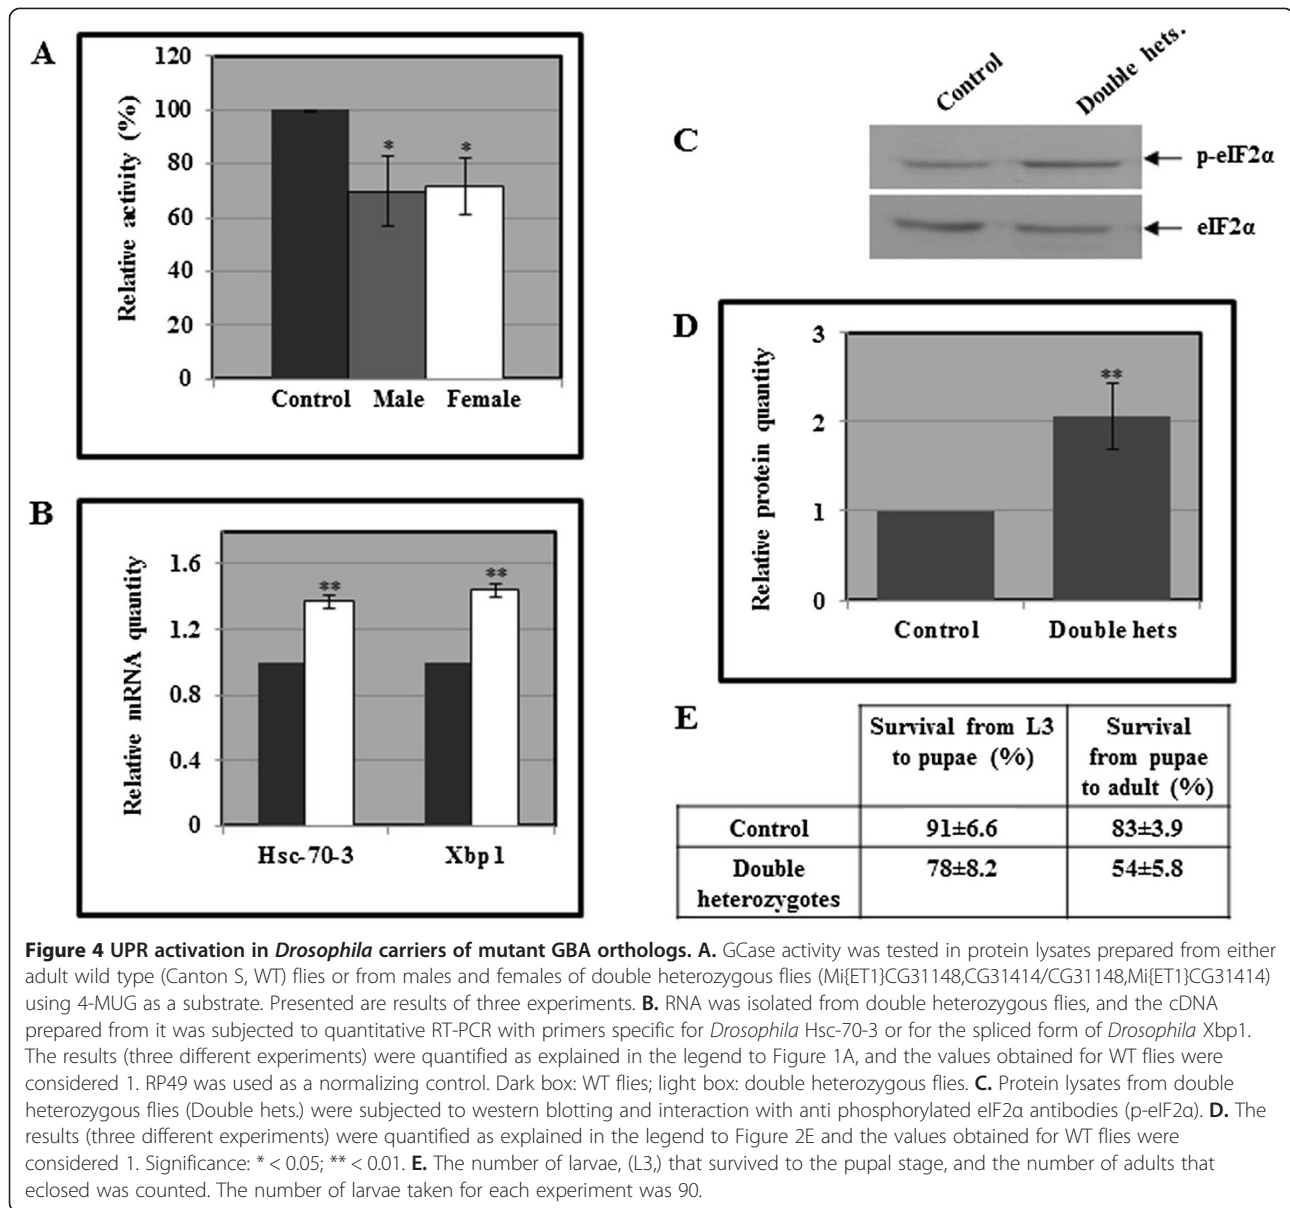 A
120
100
80
60
40
20
0
Relative activity (%)
*
*
Control Male Female
B
1.6
1.2
0.8
0.4
0
Relative mRNA quantity
**
**
Hsc-70-3 Xbp1
C
Control Double hets.
p-eIF2α
eIF2α
D
3
2
1
0
Relative protein quantity
**
Control Double hets
E
Survival from L3 to pupae (%)
Survival from pupae to adult (%)
Control 91±6.6 83±3.9
Double heterozygotes 78±8.2 54±5.8
Figure 4 UPR activation in Drosophila carriers of mutant GBA orthologs. A. GCase activity was tested in protein lysates prepared from either
adult wild type (Canton S, WT) flies or from males and females of double heterozygous flies (Mi{ET1}CG31148,CG31414/CG31148,Mi{ET1}CG31414)
using 4-MUG as a substrate. Presented are results of three experiments. B. RNA was isolated from double heterozygous flies, and the cDNA
prepared from it was subjected to quantitative RT-PCR with primers specific for Drosophila Hsc-70-3 or for the spliced form of Drosophila Xbp1.
The results (three different experiments) were quantified as explained in the legend to Figure 1A, and the values obtained for WT flies were
considered 1. RP49 was used as a normalizing control. Dark box: WT flies; light box: double heterozygous flies. C. Protein lysates from double
heterozygous flies (Double hets.) were subjected to western blotting and interaction with anti phosphorylated eIF2α antibodies (p-eIF2α). D. The
results (three different experiments) were quantified as explained in the legend to Figure 2E and the values obtained for WT flies were
considered 1. Significance: * < 0.05; ** < 0.01. E. The number of larvae, (L3,) that survived to the pupal stage, and the number of adults that
eclosed was counted. The number of larvae taken for each experiment was 90.